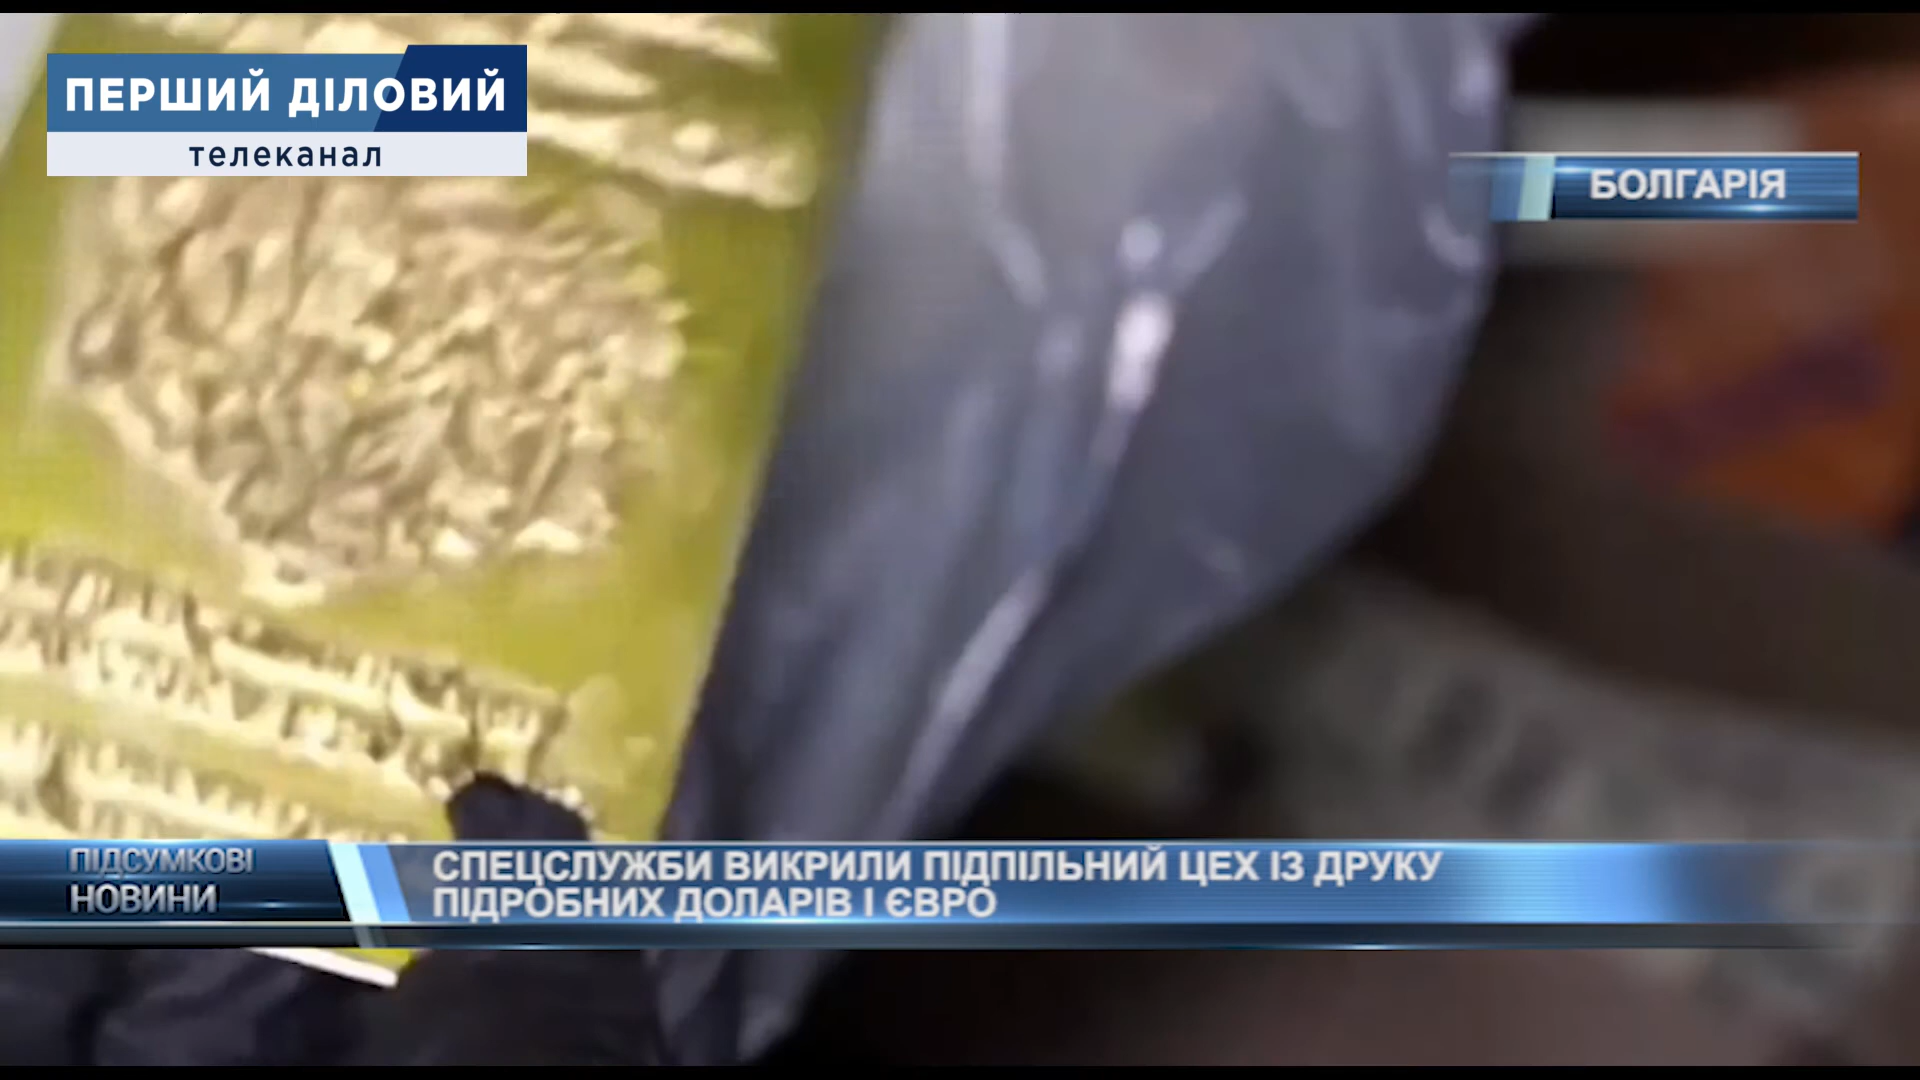 ПЕРШИЙ ДІЛОВИЙ
телеканал
БОЛГАРІЯ
ПІДСУМКОВІ
НОВИНИ
СПЕЦСЛУЖБИ ВИКРИЛИ ПІДПІЛЬНИЙ ЦЕХ ІЗ ДРУКУ
ПІДРОБНИХ ДОЛАРІВ І ЄВРО